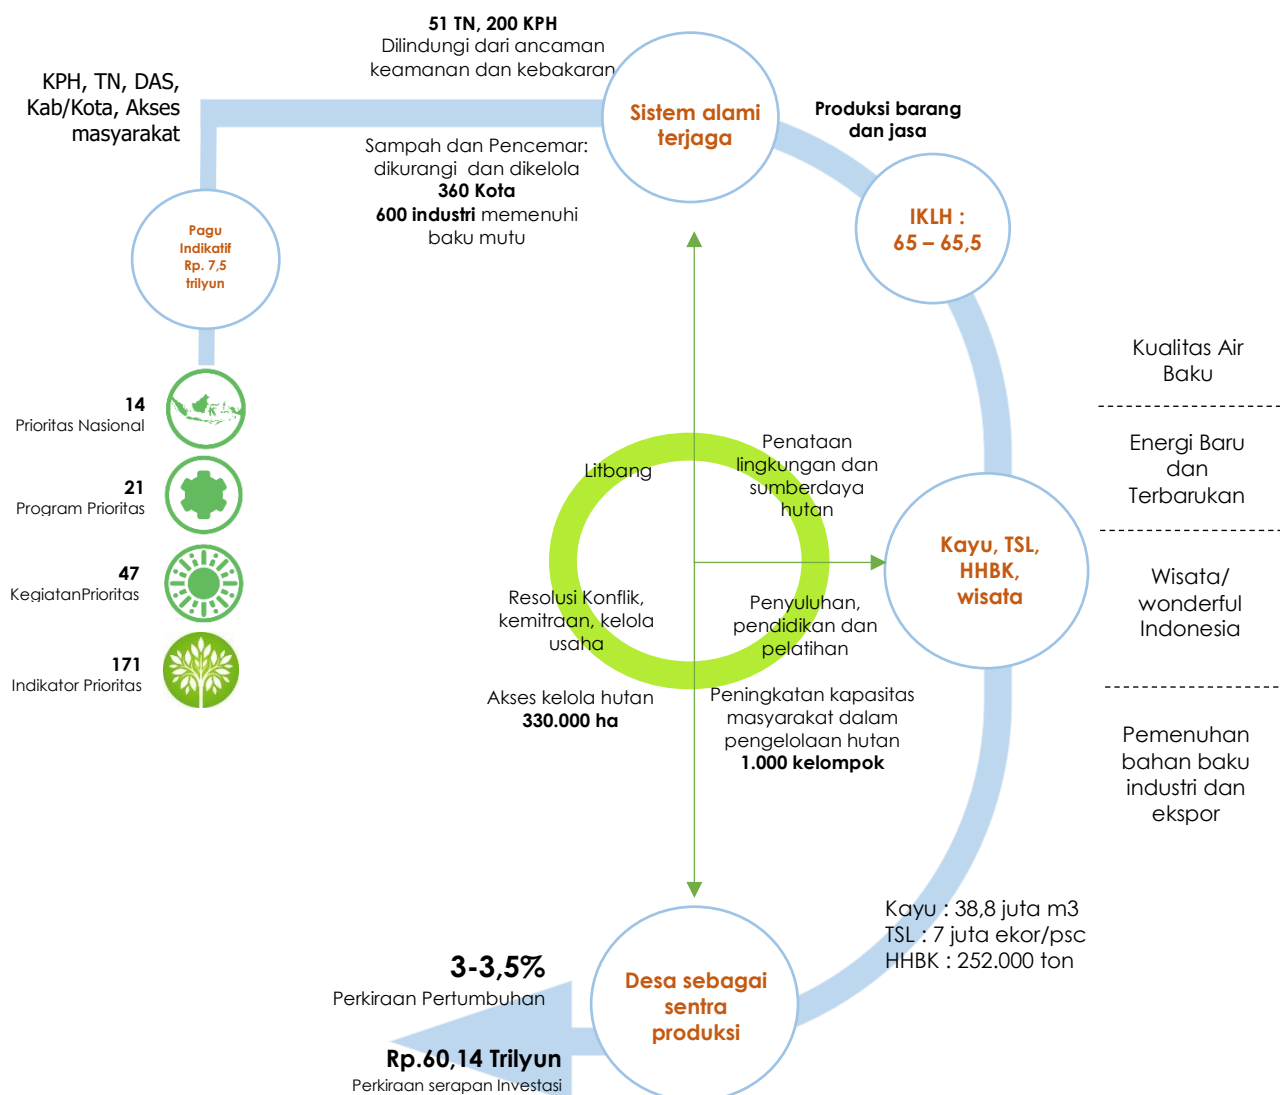 51 TN, 200 KPH
Dilindungi dari ancaman
keamanan dan kebakaran
KPH, TN, DAS,
Kab/Kota, Akses
masyarakat
Sistem alami
terjaga
Produksi barang
dan jasa
Sampah dan Pencemar:
dikurangi dan dikelola
360 Kota
600 industri memenuhi
baku mutu
IKLH :
65 – 65,5
Pagu
Indikatif
Rp. 7,5
trilyun
14
Prioritas Nasional
21
Program Prioritas
47
KegiatanPrioritas
171
Indikator Prioritas
Litbang
Penataan
lingkungan dan
sumberdaya
hutan
Resolusi Konflik,
kemitraan, kelola
usaha
Penyuluhan,
pendidikan dan
pelatihan
Akses kelola hutan
330.000 ha
Peningkatan kapasitas
masyarakat dalam
pengelolaan hutan
1.000 kelompok
Kayu, TSL,
HHBK,
wisata
Kualitas Air
Baku
Energi Baru
dan
Terbarukan
Wisata/
wonderful
Indonesia
Pemenuhan
bahan baku
industri dan
ekspor
Kayu : 38,8 juta m3
TSL : 7 juta ekor/psc
HHBK : 252.000 ton
Desa sebagai
sentra
produksi
3-3,5%
Perkiraan Pertumbuhan
Rp.60,14 Trilyun
Perkiraan serapan Investasi